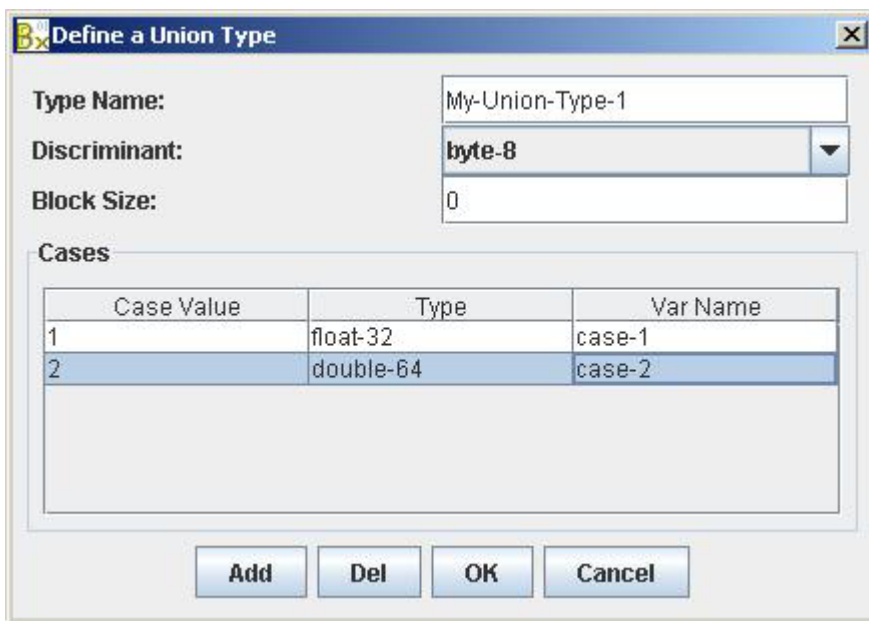 Bx Define a Union Type
Type Name: My-Union-Type-1
Discriminant: byte-8
Block Size: 0
Cases
Case Value Type Var Name
1 float-32 case-1
2 double-64 case-2
Add Del OK Cancel